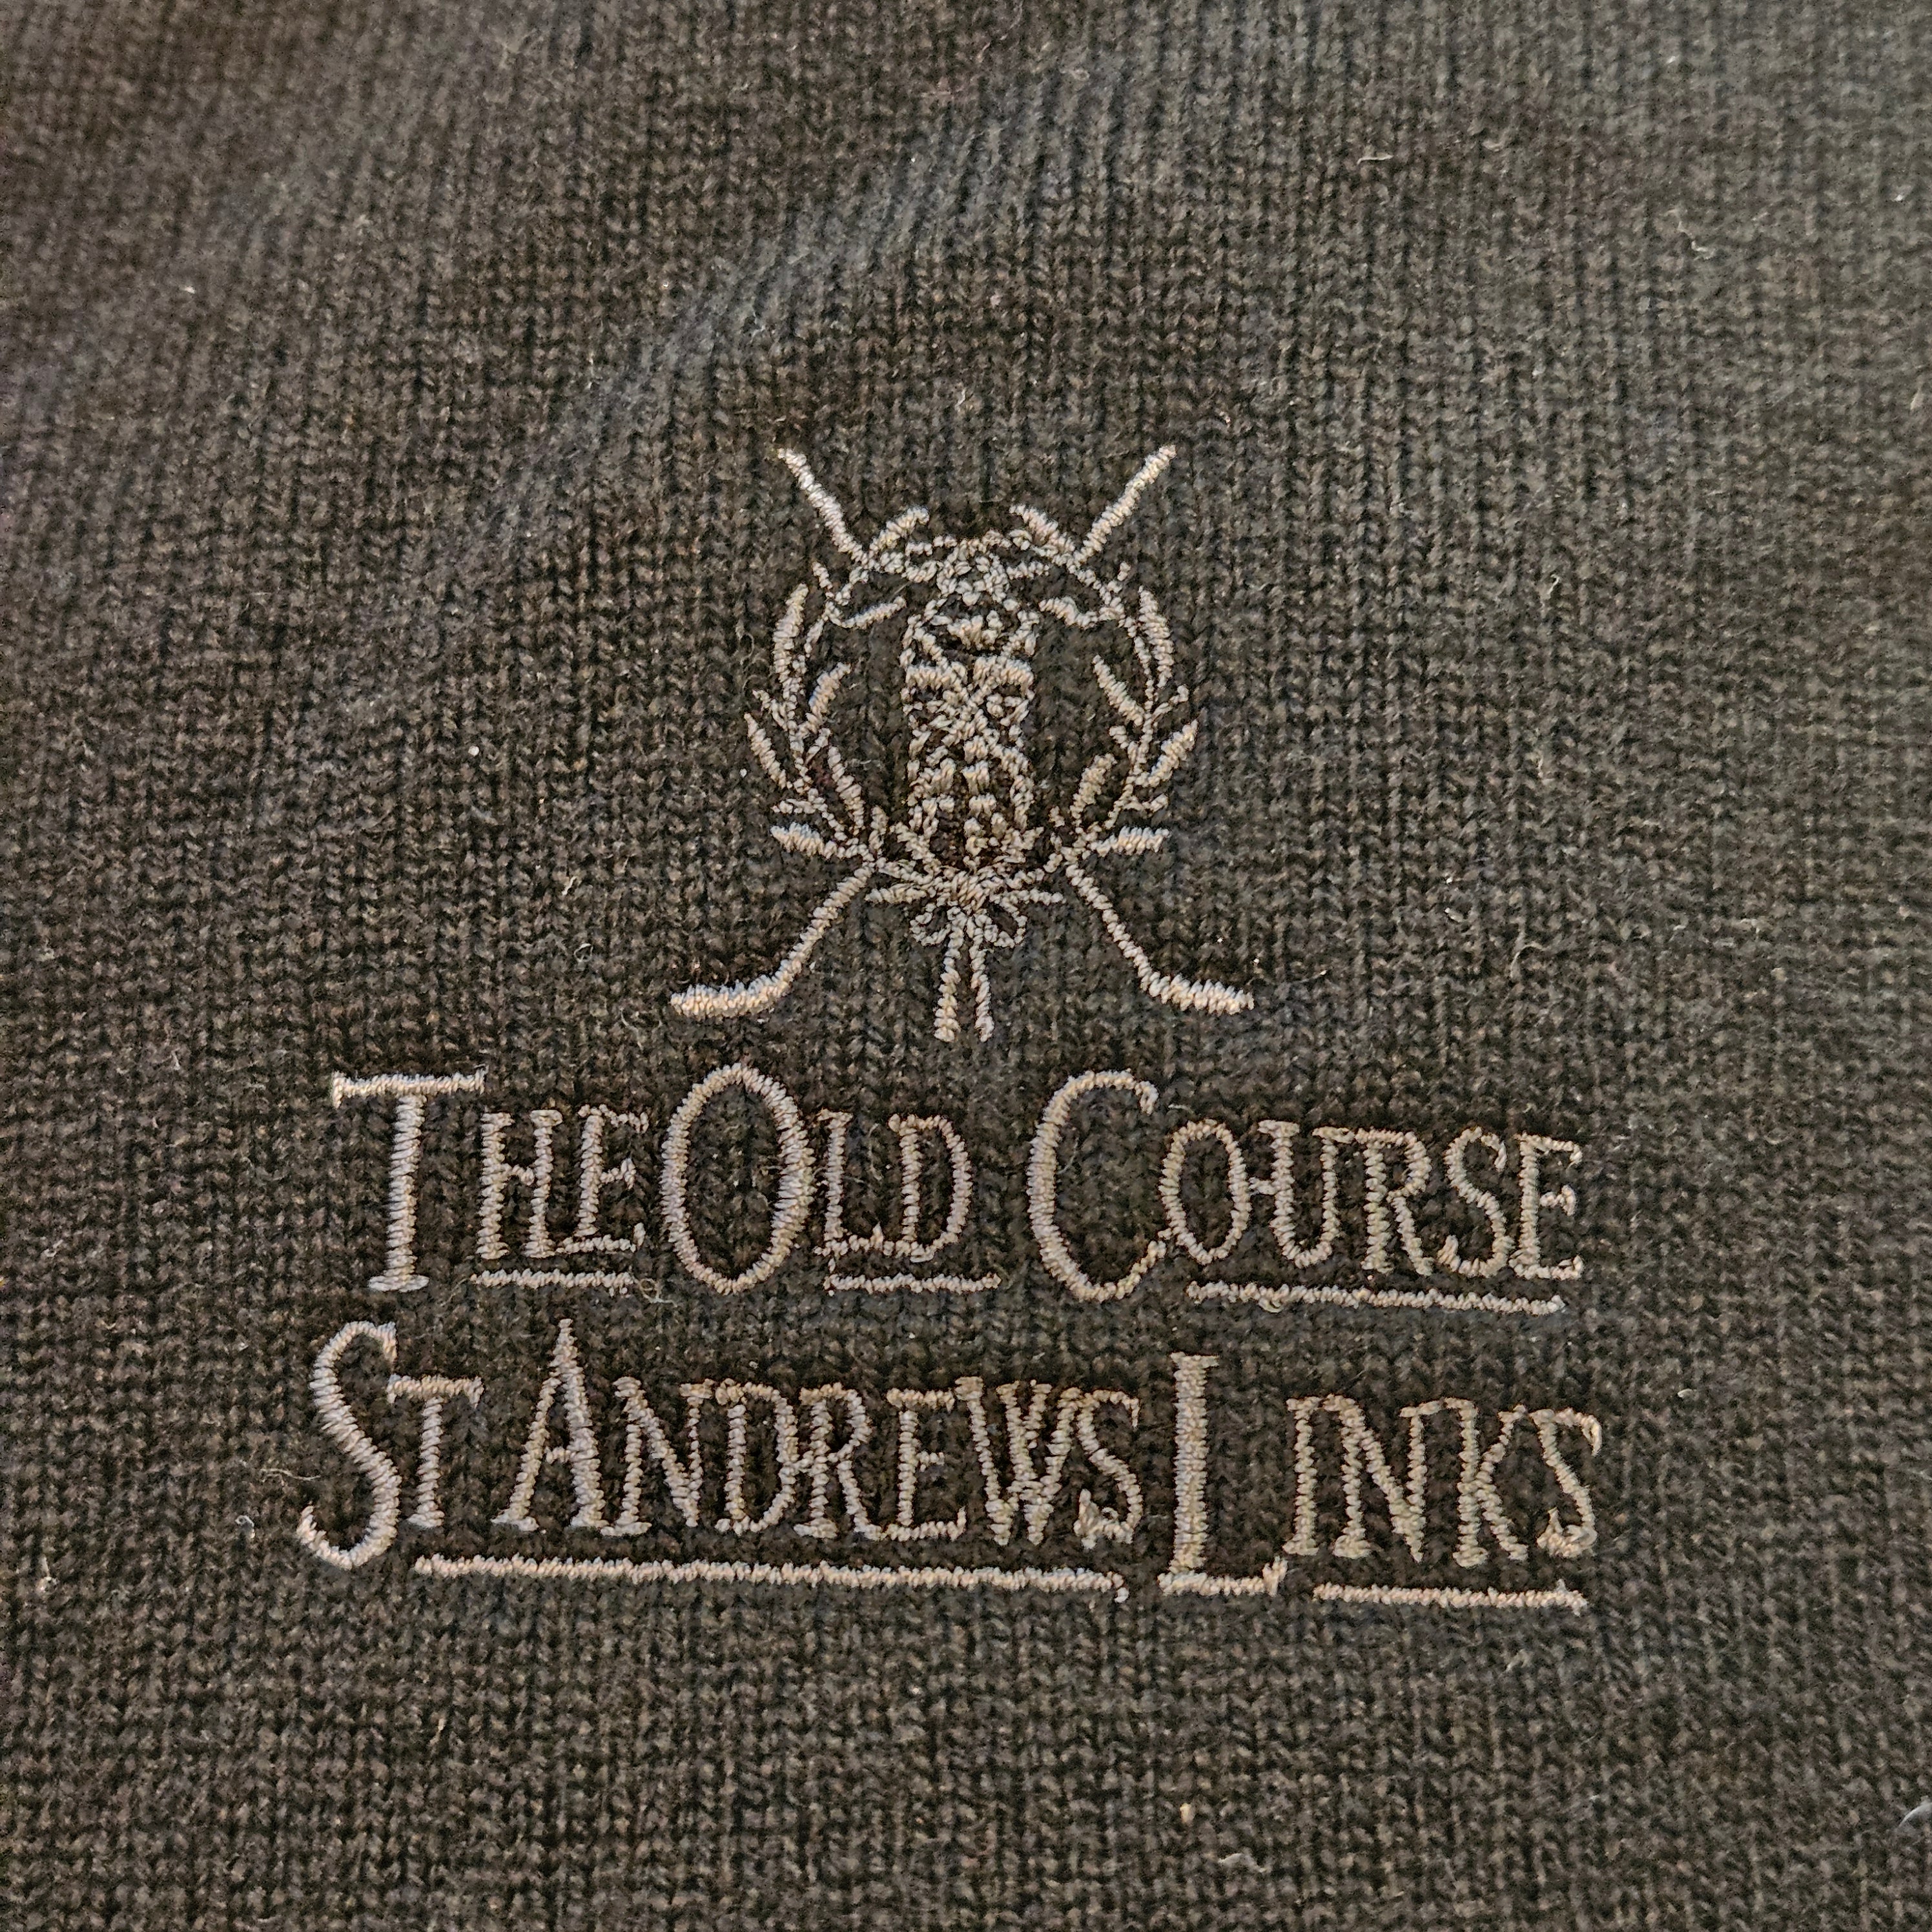 The Old Course
St Andrews Links